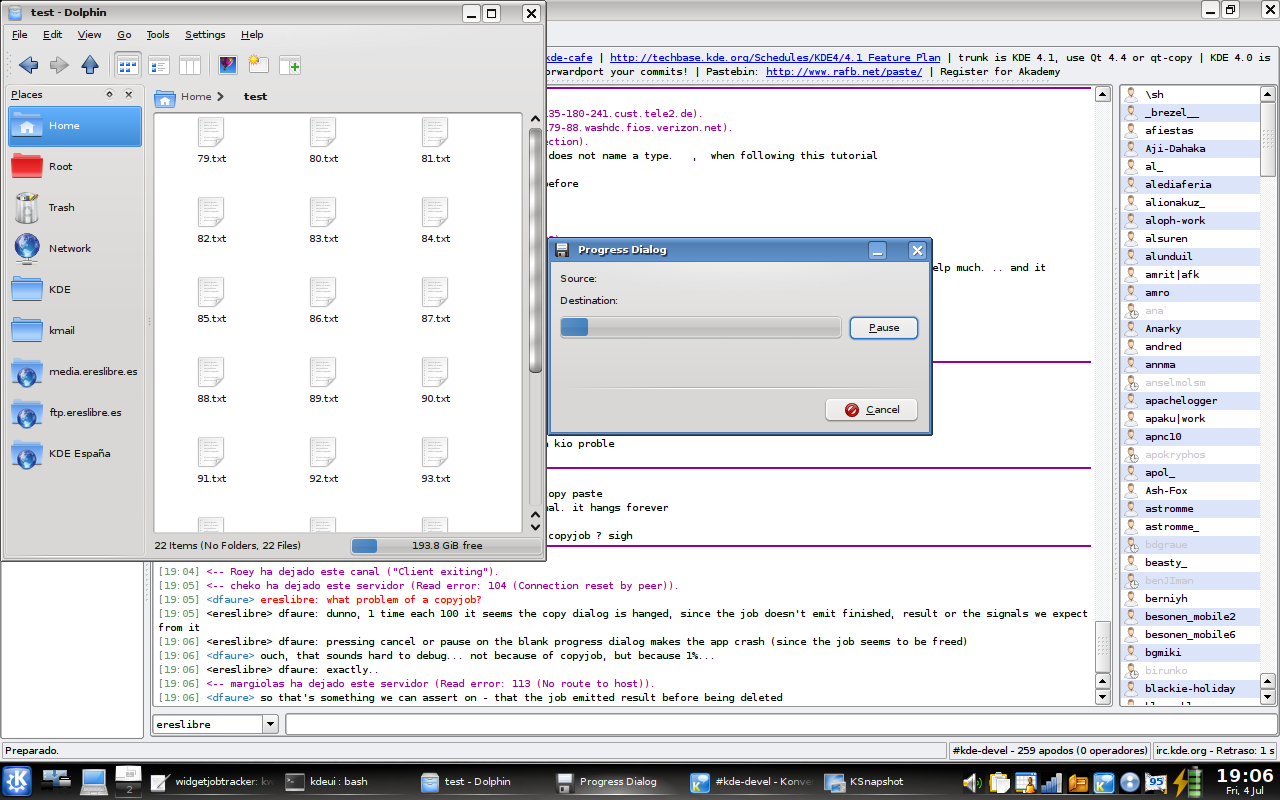 test - Dolphin
File Edit View Go Tools Settings Help
Places
Home
Root
Trash
Network
KDE
kmail
media.ereslibre.es
ftp.ereslibre.es
KDE España
Home test
79.txt 80.txt 81.txt
82.txt 83.txt 84.txt
85.txt 86.txt 87.txt
88.txt 89.txt 90.txt
91.txt 92.txt 93.txt
22 Items (No Folders, 22 Files) 193.8 GiB free
kde-cafe | http://techbase.kde.org/Schedules/KDE4/4.1 Feature Plan | trunk is KDE 4.1, use Qt 4.4 or qt-copy | KDE 4.0 is
orwardport your commits! | Pastebin: http://www.rafb.net/paste/ | Register for Akademy
35-180-241.cust.tele2.de).
79-88.washdc.fios.verizon.net).
ection).
does not name a type. , when following this tutorial
efore
elp much. .. and it
Progress Dialog
Source:
Destination:
Pause
Cancel
kio proble
opy paste
al. it hangs forever
copyjob ? sigh
[19:04] <-- Roey ha dejado este canal ("Client exiting").
[19:05] <-- cheko ha dejado este servidor (Read error: 104 (Connection reset by peer)).
[19:05] <dfaure> ereslibre: what problem of a copyjob?
[19:05] <ereslibre> dfaure: dunno, 1 time each 100 it seems the copy dialog is hanged, since the job doesn't emit finished, result or the signals we expect
from it
[19:06] <ereslibre> dfaure: pressing cancel or pause on the blank progress dialog makes the app crash (since the job seems to be freed)
[19:06] <dfaure> ouch, that sounds hard to debug... not because of copyjob, but because 1%...
[19:06] <ereslibre> dfaure: exactly..
[19:06] <-- margiolas ha dejado este servidor (Read error: 113 (No route to host)).
[19:06] <dfaure> so that's something we can assert on - that the job emitted result before being deleted
ereslibre
\sh
_brezel__
afiestas
Aji-Dahaka
al_
alediaferia
alionakuz_
aloph-work
alsuren
alunduil
amrit|afk
amro
ana`
Anarky
andred
annma
anselmolsm
apachelogger
apaku|work
apnc10
apokryphos
apol_
Ash-Fox
astromme
astromme_
bdgraue
beasty_
benJIman
berniyh
besonen_mobile2
besonen_mobile6
bgmiki
birunko
blackie-holiday
Preparado. #kde-devel - 259 apodos (0 operadores) irc.kde.org - Retraso: 1 s
2 widgetjobtracker: kdeui : bash test - Dolphin Progress Dialog #kde-devel - Konve KSnapshot 95 19:06
Fri, 4 Jul